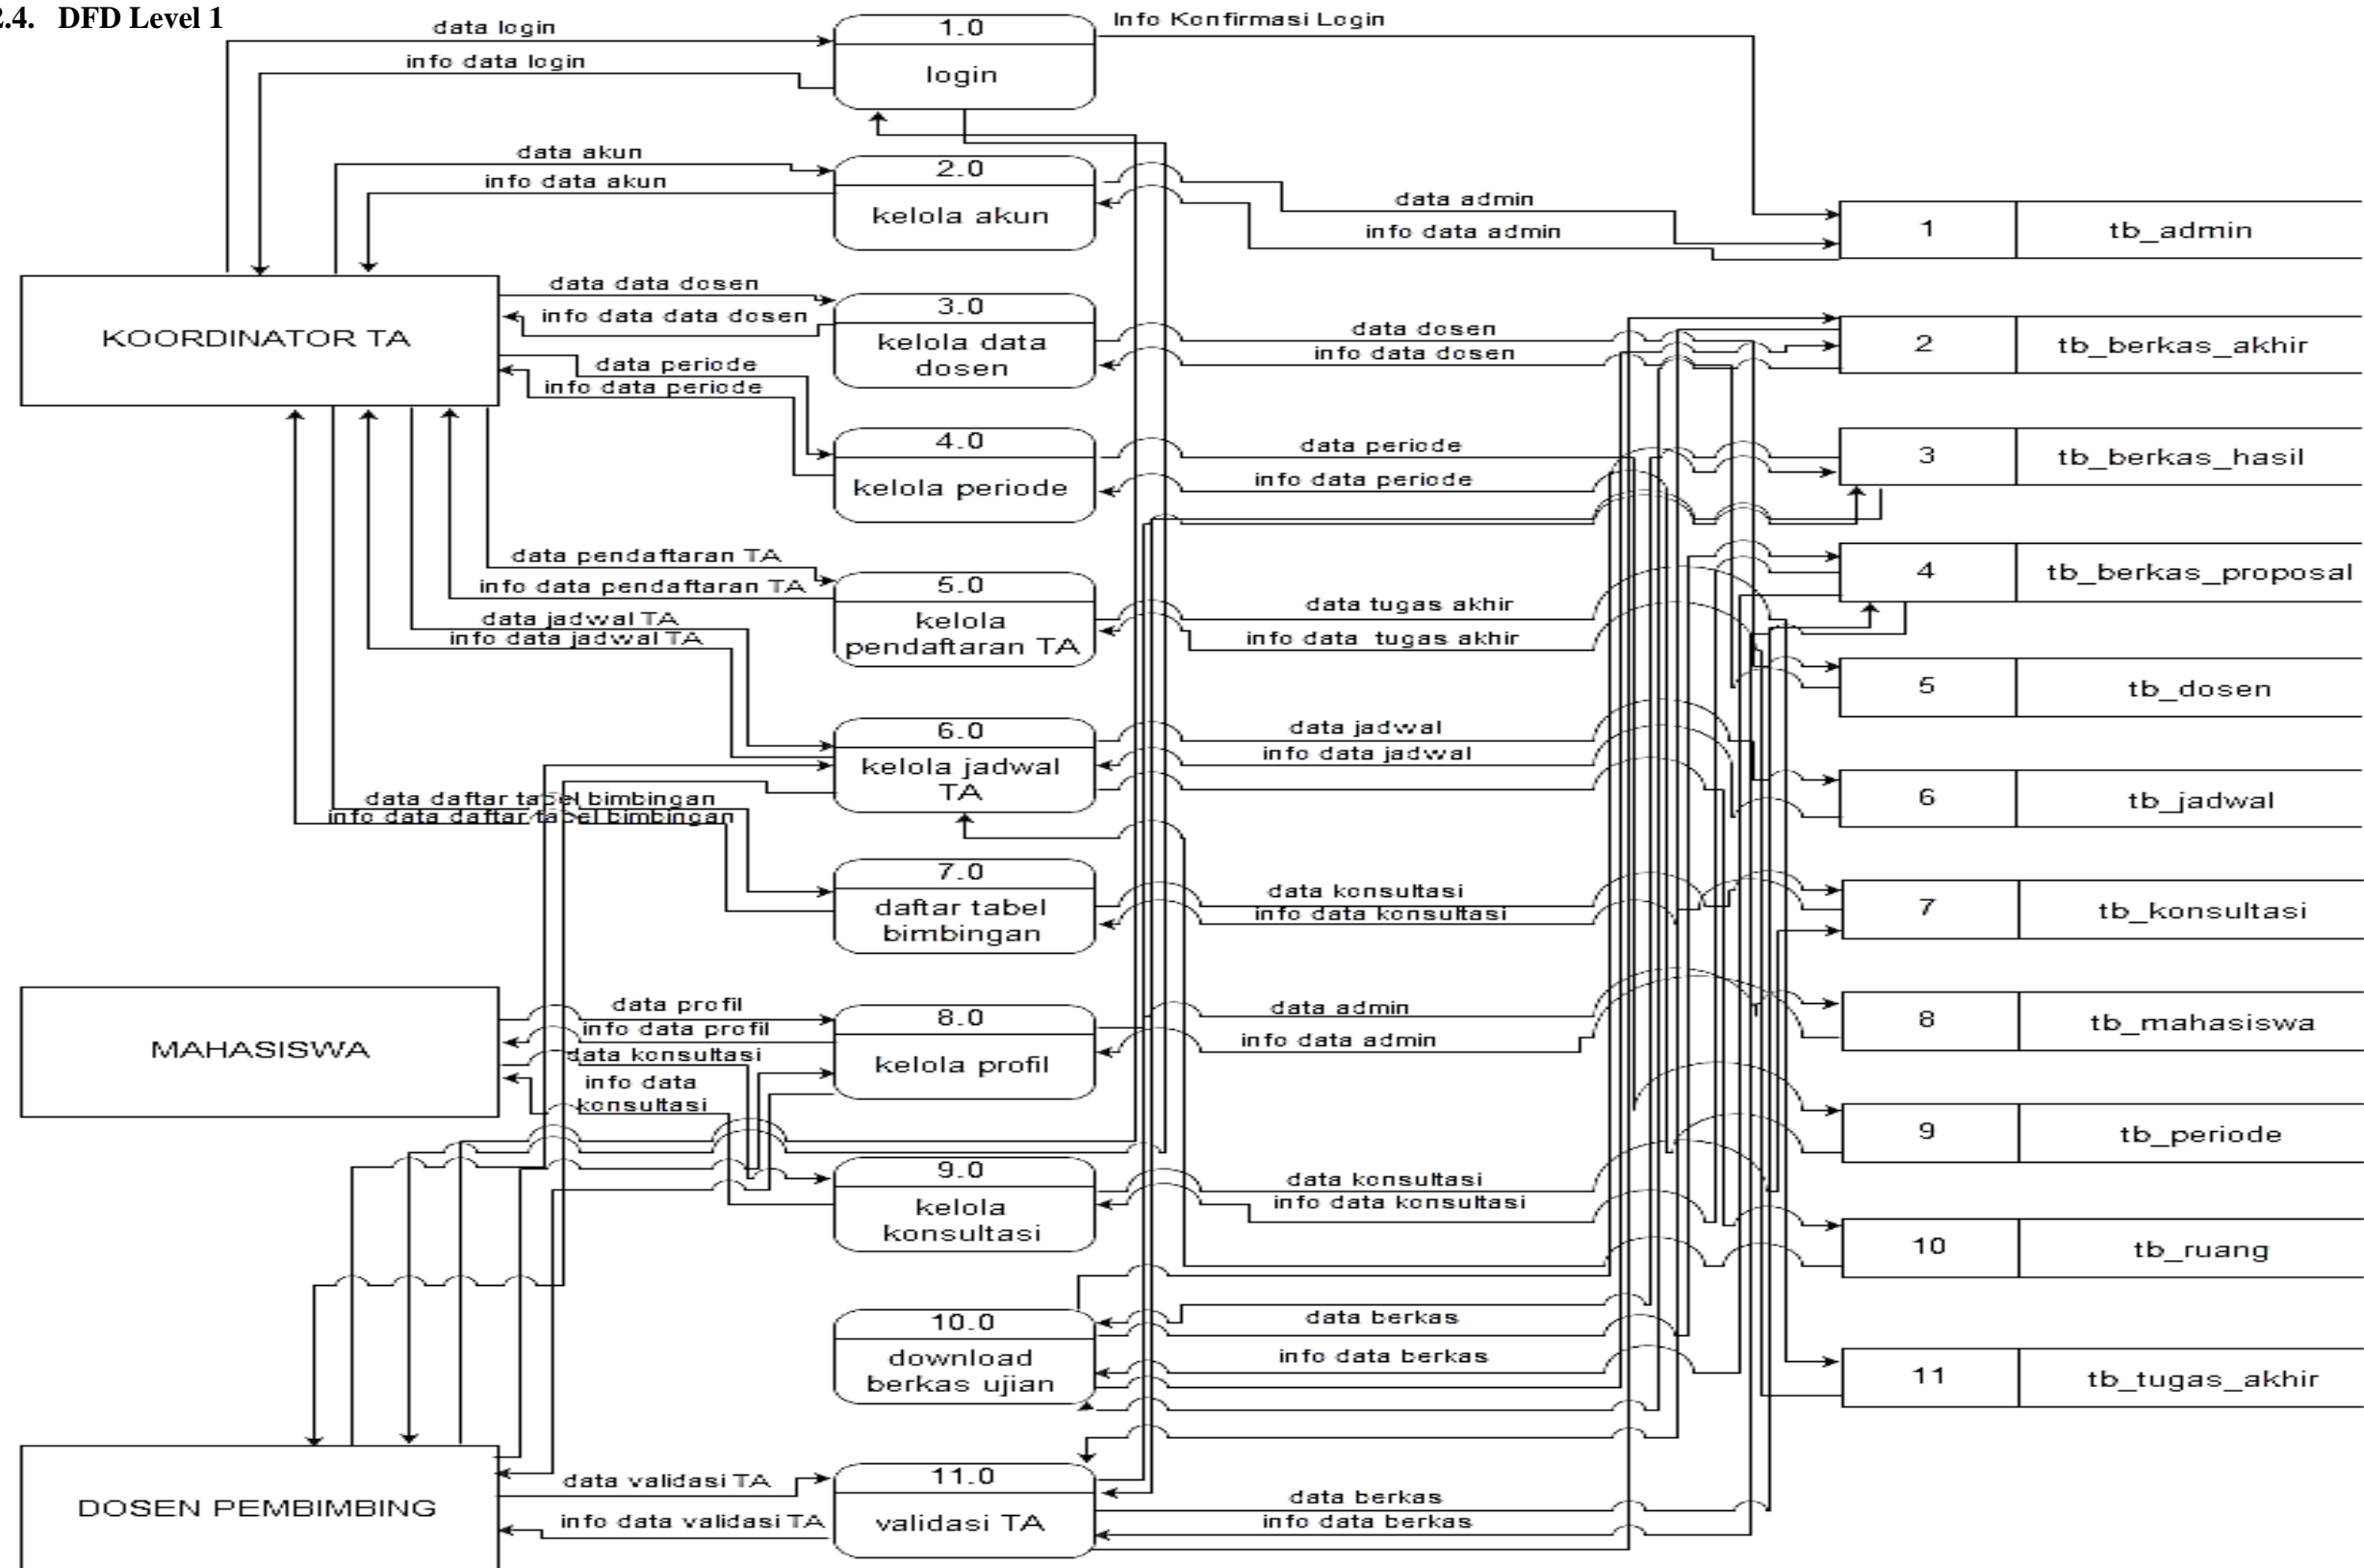 2.4. DFD Level 1
data login
info data login
1.0
login
Info Konfirmasi Login
data akun
info data akun
2.0
kelola akun
data admin
info data admin
1
tb_admin
KOORDINATOR TA
data data dosen
info data data dosen
3.0
kelola data
dosen
data dosen
info data dosen
2
tb_berkas_akhir
data periode
info data periode
4.0
kelola periode
data periode
info data periode
3
tb_berkas_hasil
data pendaftaran TA
info data pendaftaran TA
5.0
kelola
pendaftaran TA
data tugas akhir
info data tugas akhir
4
tb_berkas_proposal
data jadwal TA
info data jadwal TA
5
tb_dosen
6.0
kelola jadwal
TA
data jadwal
info data jadwal
6
tb_jadwal
data daftar tabel bimbingan
info data daftar tabel bimbingan
7.0
daftar tabel
bimbingan
data konsultasi
info data konsultasi
7
tb_konsultasi
MAHASISWA
data profil
info data profil
data konsultasi
info data
konsultasi
8.0
kelola profil
data admin
info data admin
8
tb_mahasiswa
9
tb_periode
9.0
kelola
konsultasi
data konsultasi
info data konsultasi
10
tb_ruang
10.0
download
berkas ujian
data berkas
info data berkas
11
tb_tugas_akhir
DOSEN PEMBIMBING
data validasi TA
info data validasi TA
11.0
validasi TA
data berkas
info data berkas